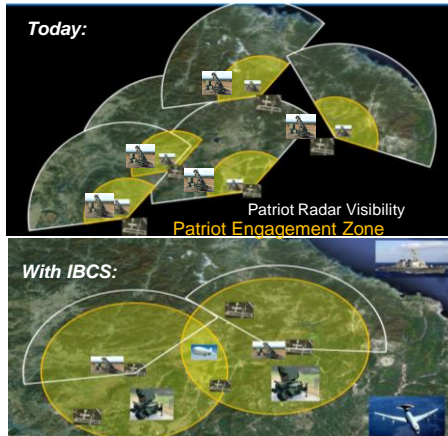 Today:
Patriot Radar Visibility
Patriot Engagement Zone
With IBCS: